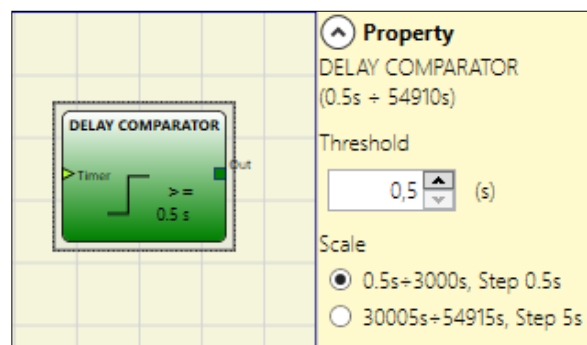 DELAY COMPARATOR
Timer
Out
>=
0.5 s
Property
DELAY COMPARATOR
(0.5s ÷ 54910s)
Threshold
0,5 (s)
Scale
0.5s÷3000s, Step 0.5s
30005s÷54915s, Step 5s